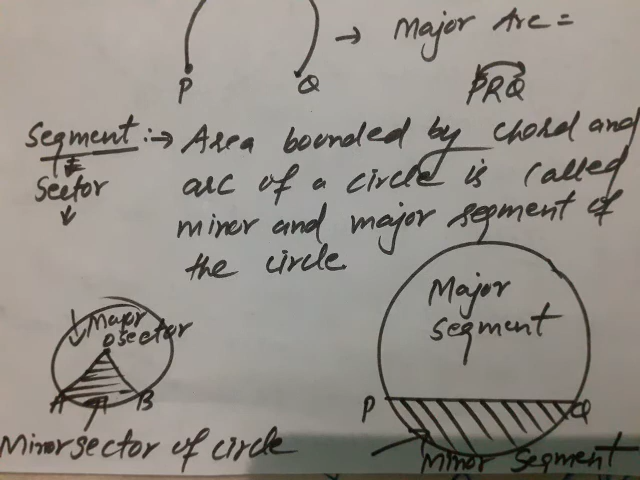 → Major Arc =
P Q PRQ
Segment :→ Area bounded by chord and
Sector arc of a circle is called
minor and major segment of
the circle
Major
sector
O
A B
Minor sector of circle
Major
segment
P Q
Minor segment